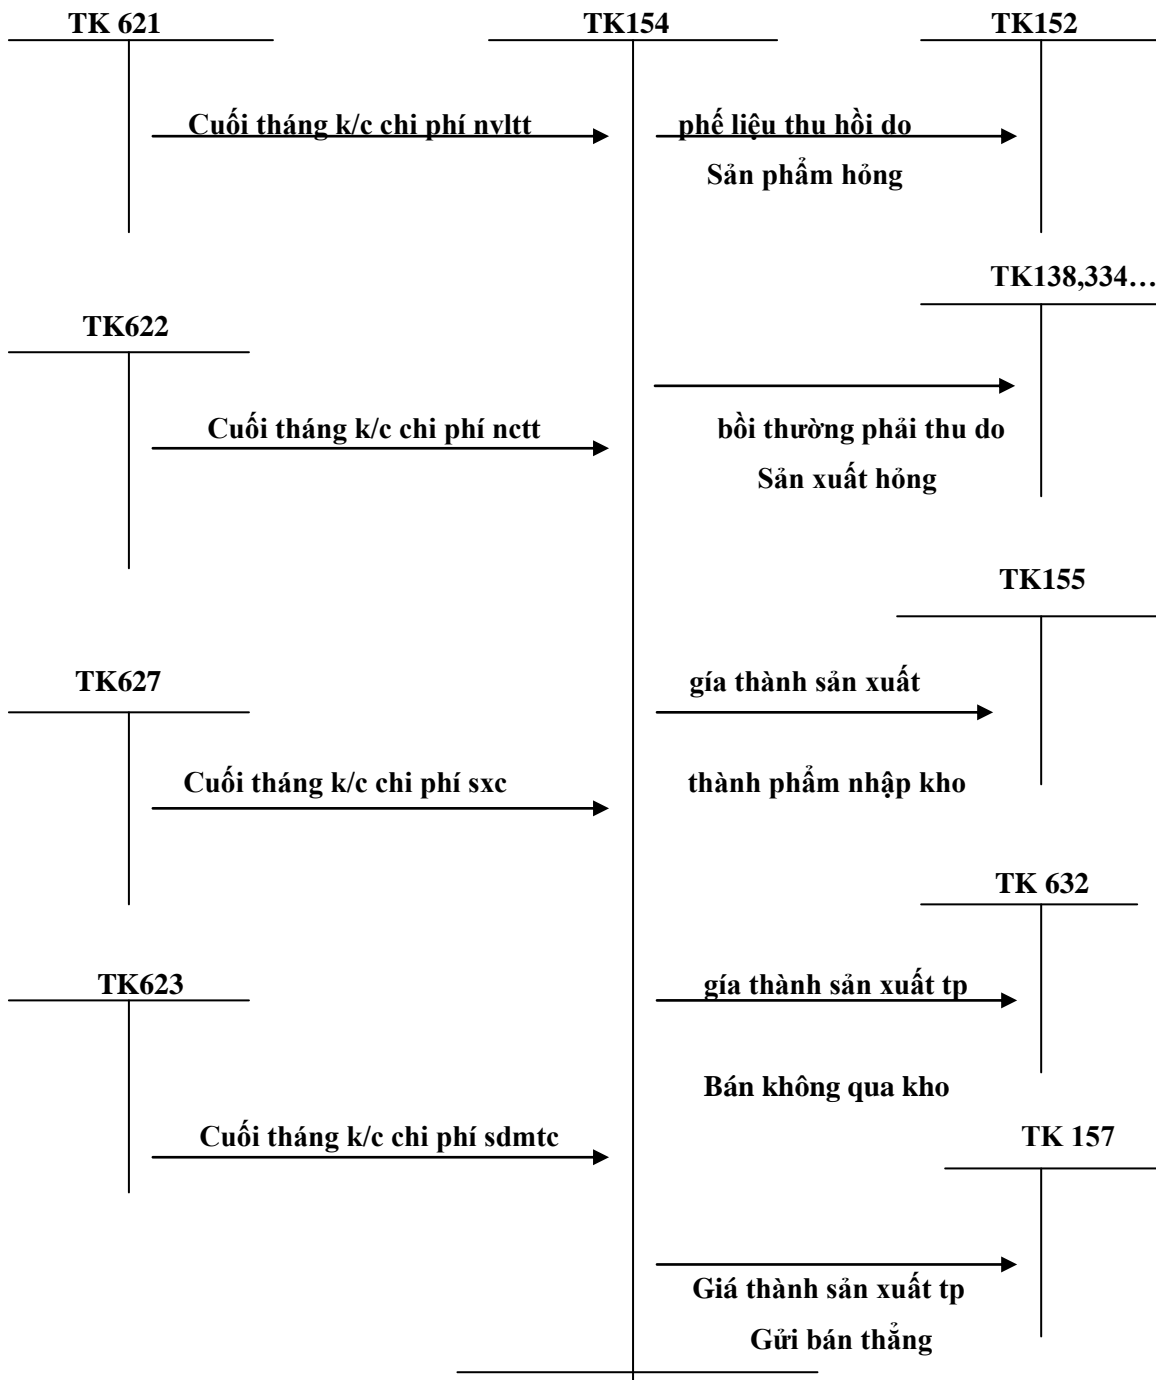 TK 621
TK154
TK152
Cuối tháng k/c chi phí nvltt
phế liệu thu hồi do
Sản phẩm hỏng
TK138,334…
TK622
Cuối tháng k/c chi phí nctt
bồi thường phải thu do
Sản xuất hỏng
TK155
TK627
gía thành sản xuất
Cuối tháng k/c chi phí sxc
thành phẩm nhập kho
TK 632
TK623
gía thành sản xuất tp
Bán không qua kho
Cuối tháng k/c chi phí sdmtc
TK 157
Giá thành sản xuất tp
Gửi bán thẳng